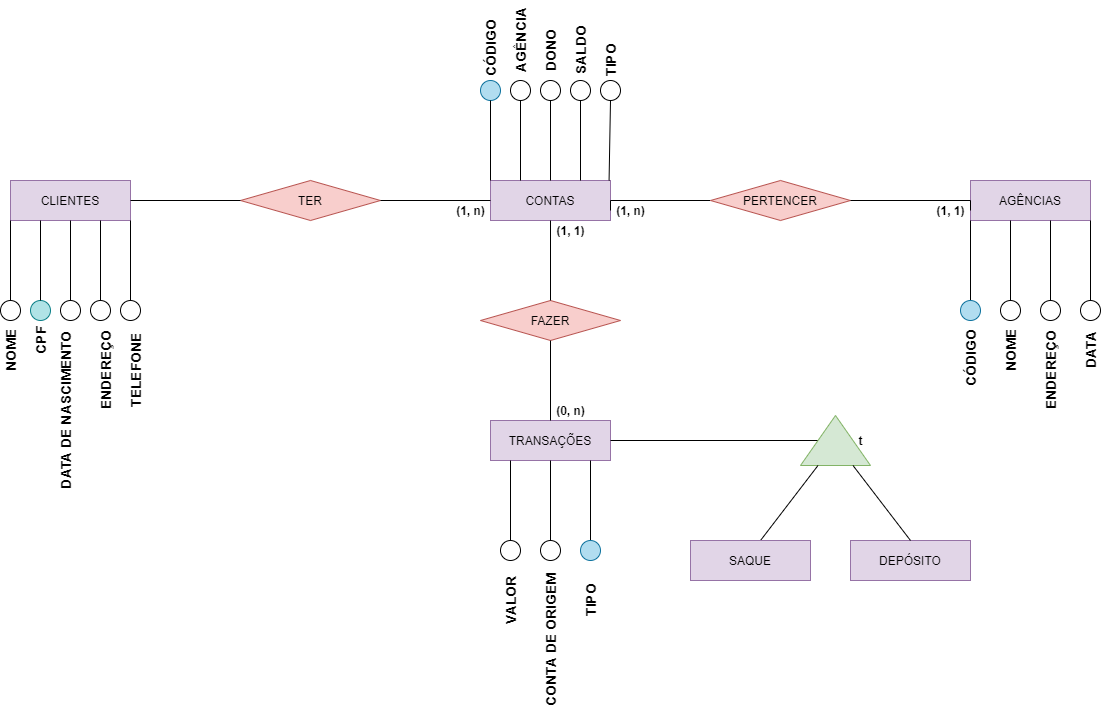 CÓDIGO
AGÊNCIA
DONO
SALDO
TIPO
CLIENTES
TER
(1, n)
CONTAS
(1, n)
PERTENCER
(1, 1)
AGÊNCIAS
(1, 1)
NOME
CPF
DATA DE NASCIMENTO
ENDEREÇO
TELEFONE
FAZER
CÓDIGO
NOME
ENDEREÇO
DATA
(0, n)
TRANSAÇÕES
t
VALOR
CONTA DE ORIGEM
TIPO
SAQUE
DEPÓSITO